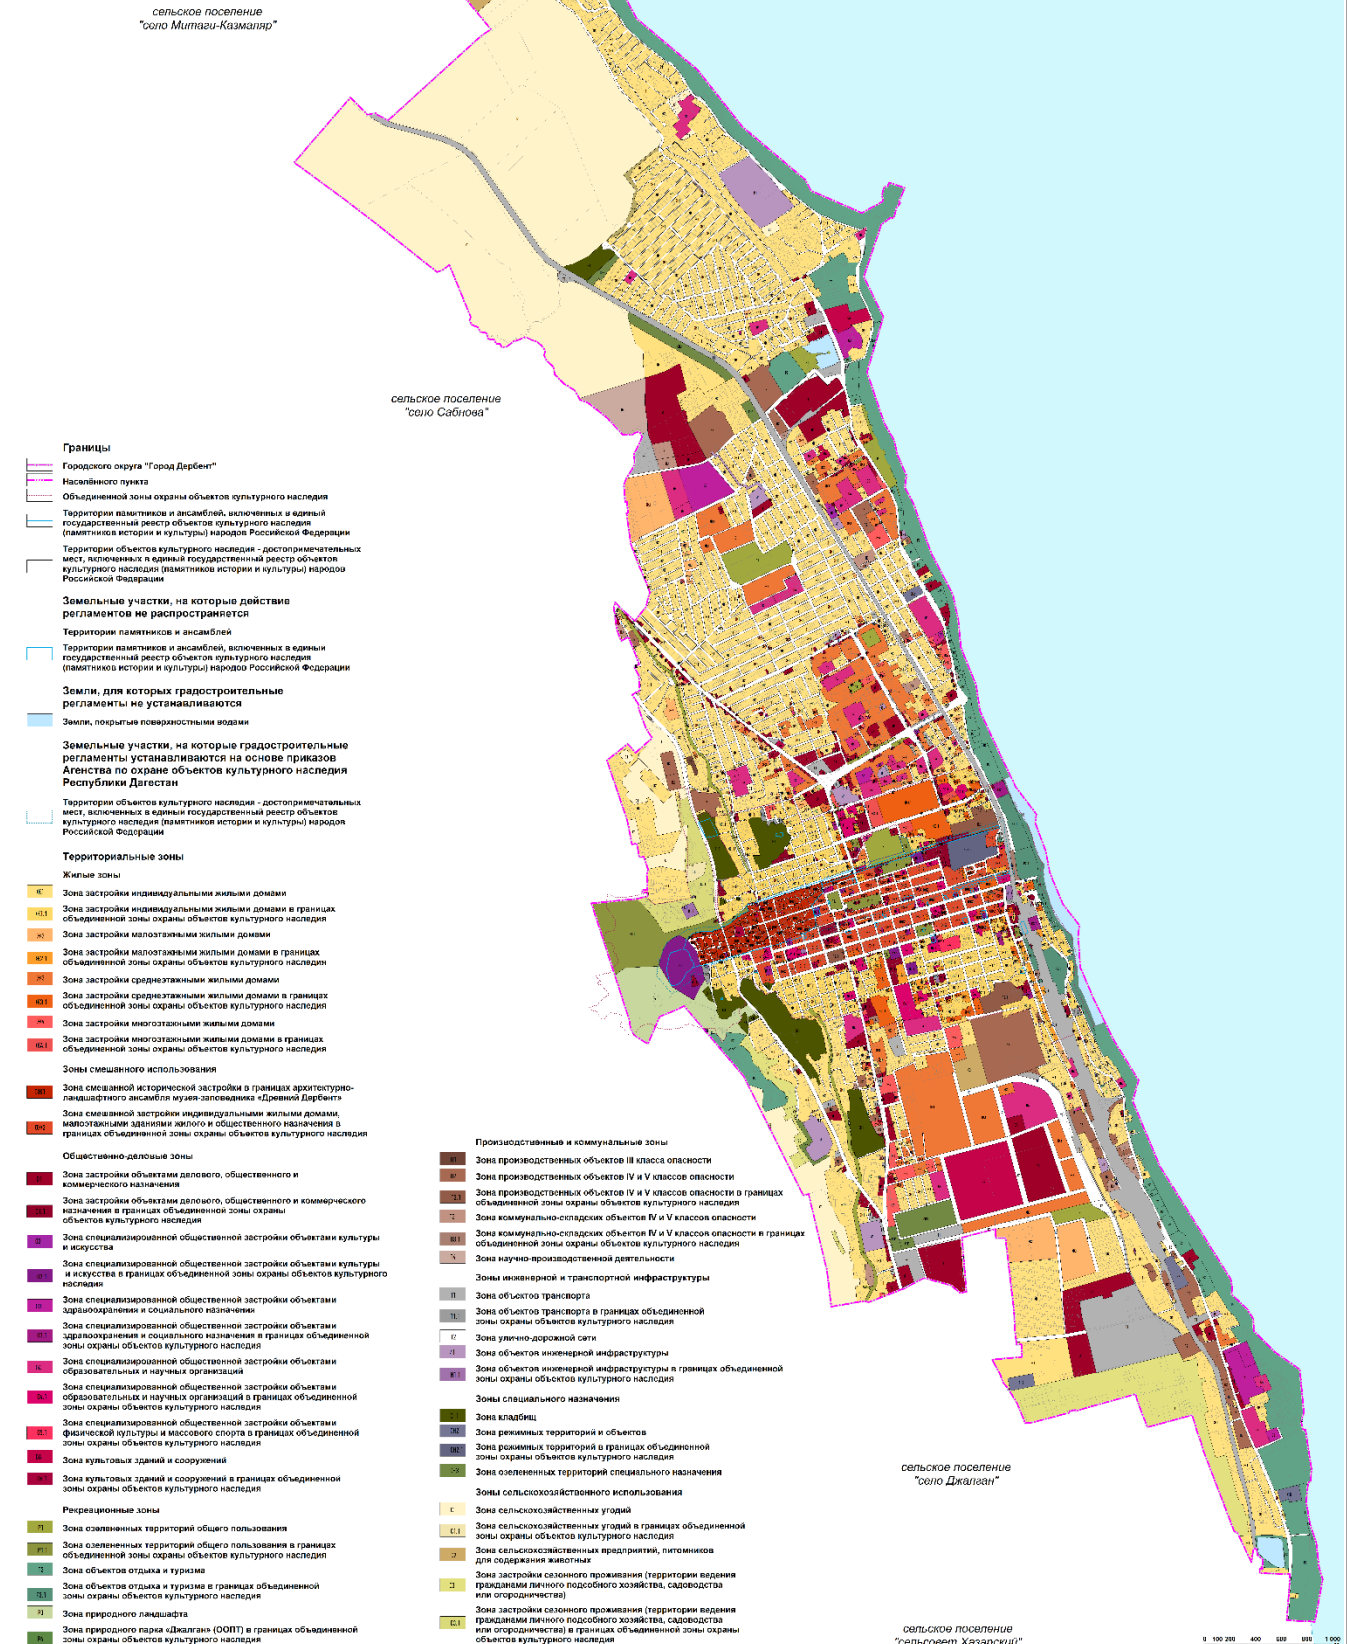 сельское поселение
"село Митаги-Казмаляр"
сельское поселение
"село Сабнова"
Границы
Городского округа "Город Дербент"
Населённого пункта
Объединенной зоны охраны объектов культурного наследия
Территории памятников и ансамблей, включенных в единый
государственный реестр объектов культурного наследия
(памятников истории и культуры) народов Российской Федерации
Территории объектов культурного наследия - достопримечательных
мест, включенных в единый государственный реестр объектов
культурного наследия (памятников истории и культуры) народов
Российской Федерации
Земельные участки, на которые действие
регламентов не распространяется
Территории памятников и ансамблей
Территории памятников и ансамблей, включенных в единый
государственный реестр объектов культурного наследия
(памятников истории и культуры) народов Российской Федерации
Земли, для которых градостроительные
регламенты не устанавливаются
Земли, покрытые поверхностными водами
Земельные участки, на которые градостроительные
регламенты устанавливаются на основе приказов
Агенства по охране объектов культурного наследия
Республики Дагестан
Территории объектов культурного наследия - достопримечательных
мест, включенных в единый государственный реестр объектов
культурного наследия (памятников истории и культуры) народов
Российской Федерации
Территориальные зоны
Жилые зоны
Зона застройки индивидуальными жилыми домами
Зона застройки индивидуальными жилыми домами в границах
объединенной зоны охраны объектов культурного наследия
Зона застройки малоэтажными жилыми домами
Зона застройки малоэтажными жилыми домами в границах
объединенной зоны охраны объектов культурного наследия
Зона застройки среднеэтажными жилыми домами
Зона застройки среднеэтажными жилыми домами в границах
объединенной зоны охраны объектов культурного наследия
Зона застройки многоэтажными жилыми домами
Зона застройки многоэтажными жилыми домами в границах
объединенной зоны охраны объектов культурного наследия
Зоны смешанного использования
Зона смешанной исторической застройки в границах архитектурно-
ландшафтного ансамбля музея-заповедника «Древний Дербент»
Зона смешанной застройки индивидуальными жилыми домами,
малоэтажными зданиями жилого и общественного назначения в
границах объединенной зоны охраны объектов культурного наследия
Общественно-деловые зоны
Зона застройки объектами делового, общественного и
коммерческого назначения
Зона застройки объектами делового, общественного и коммерческого
назначения в границах объединенной зоны охраны
объектов культурного наследия
Зона специализированной общественной застройки объектами культуры
и искусства
Зона специализированной общественной застройки объектами культуры
и искусства в границах объединенной зоны охраны объектов культурного
наследия
Зона специализированной общественной застройки объектами
здравоохранения и социального назначения
Зона специализированной общественной застройки объектами
здравоохранения и социального назначения в границах объединенной
зоны охраны объектов культурного наследия
Зона специализированной общественной застройки объектами
образовательных и научных организаций
Зона специализированной общественной застройки объектами
образовательных и научных организаций в границах объединенной
зоны охраны объектов культурного наследия
Зона специализированной общественной застройки объектами
физической культуры и массового спорта в границах объединенной
зоны охраны объектов культурного наследия
Зона культовых зданий и сооружений
Зона культовых зданий и сооружений в границах объединенной
зоны охраны объектов культурного наследия
Рекреационные зоны
Зона озелененных территорий общего пользования
Зона озелененных территорий общего пользования в границах
объединенной зоны охраны объектов культурного наследия
Зона объектов отдыха и туризма
Зона объектов отдыха и туризма в границах объединенной
зоны охраны объектов культурного наследия
Зона природного ландшафта
Зона природного парка «Джалган» (ООПТ) в границах объединенной
зоны охраны объектов культурного наследия
Производственные и коммунальные зоны
Зона производственных объектов III класса опасности
Зона производственных объектов IV и V классов опасности
Зона производственных объектов IV и V классов опасности в границах
объединенной зоны охраны объектов культурного наследия
Зона коммунально-складских объектов IV и V классов опасности
Зона коммунально-складских объектов IV и V классов опасности в границах
объединенной зоны охраны объектов культурного наследия
Зона научно-производственной деятельности
Зоны инженерной и транспортной инфраструктуры
Зона объектов транспорта
Зона объектов транспорта в границах объединенной
зоны охраны объектов культурного наследия
Зона улично-дорожной сети
Зона объектов инженерной инфраструктуры
Зона объектов инженерной инфраструктуры в границах объединенной
зоны охраны объектов культурного наследия
Зоны специального назначения
Зона кладбищ
Зона режимных территорий и объектов
Зона режимных территорий в границах объединенной
зоны охраны объектов культурного наследия
Зона озелененных территорий специального назначения
Зоны сельскохозяйственного использования
Зона сельскохозяйственных угодий
Зона сельскохозяйственных угодий в границах объединенной
зоны охраны объектов культурного наследия
Зона сельскохозяйственных предприятий, питомников
для содержания животных
Зона застройки сезонного проживания (территории ведения
гражданами личного подсобного хозяйства, садоводства
или огородничества)
Зона застройки сезонного проживания (территории ведения
гражданами личного подсобного хозяйства, садоводства
или огородничества) в границах объединенной зоны охраны
объектов культурного наследия
сельское поселение
"село Джалган"
сельское поселение
"сельсовет Хазарский"
0 100 200 400 600 800 1 000